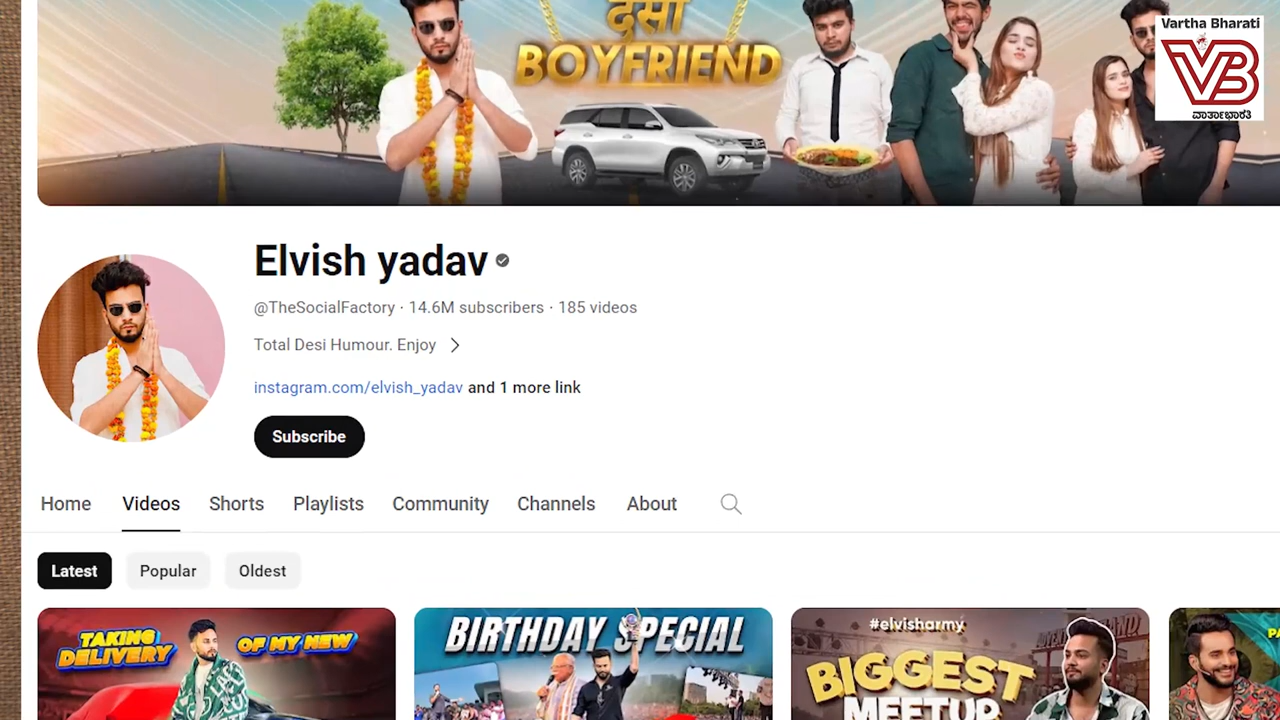 देसी
BOYFRIEND
Vartha Bharati
VB
ವಾರ್ತಾಭಾರತಿ
Elvish yadav
@TheSocialFactory · 14.6M subscribers · 185 videos
Total Desi Humour. Enjoy
instagram.com/elvish_yadav and 1 more link
Subscribe
Home Videos Shorts Playlists Community Channels About
Latest Popular Oldest
TAKING DELIVERY OF MY NEW
BIRTHDAY SPECIAL
#elvisharmy
BIGGEST
MEETUP